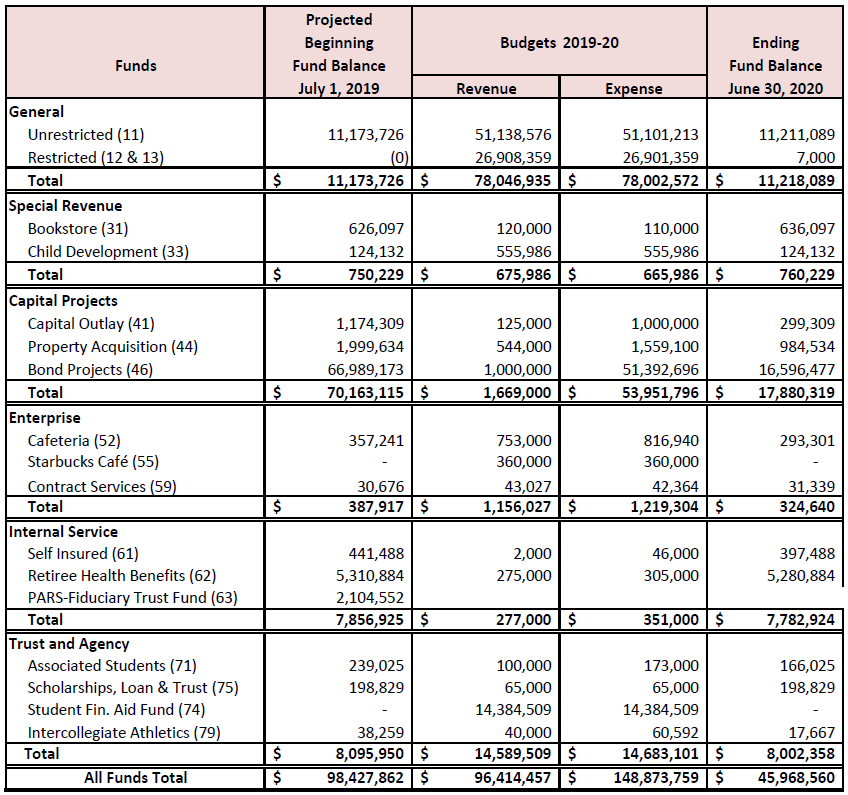 Funds Projected Beginning Fund Balance July 1, 2019 Budgets 2019-20 Ending Fund Balance June 30, 2020
Revenue Expense
General
Unrestricted (11) 11,173,726 51,138,576 51,101,213 11,211,089
Restricted (12 & 13) (0) 26,908,359 26,901,359 7,000
Total $ 11,173,726 $ 78,046,935 $ 78,002,572 $ 11,218,089
Special Revenue
Bookstore (31) 626,097 120,000 110,000 636,097
Child Development (33) 124,132 555,986 555,986 124,132
Total $ 750,229 $ 675,986 $ 665,986 $ 760,229
Capital Projects
Capital Outlay (41) 1,174,309 125,000 1,000,000 299,309
Property Acquisition (44) 1,999,634 544,000 1,559,100 984,534
Bond Projects (46) 66,989,173 1,000,000 51,392,696 16,596,477
Total $ 70,163,115 $ 1,669,000 $ 53,951,796 $ 17,880,319
Enterprise
Cafeteria (52) 357,241 753,000 816,940 293,301
Starbucks Café (55) - 360,000 360,000 -
Contract Services (59) 30,676 43,027 42,364 31,339
Total $ 387,917 $ 1,156,027 $ 1,219,304 $ 324,640
Internal Service
Self Insured (61) 441,488 2,000 46,000 397,488
Retiree Health Benefits (62) 5,310,884 275,000 305,000 5,280,884
PARS-Fiduciary Trust Fund (63) 2,104,552
Total 7,856,925 $ 277,000 $ 351,000 $ 7,782,924
Trust and Agency
Associated Students (71) 239,025 100,000 173,000 166,025
Scholarships, Loan & Trust (75) 198,829 65,000 65,000 198,829
Student Fin. Aid Fund (74) - 14,384,509 14,384,509 -
Intercollegiate Athletics (79) 38,259 40,000 60,592 17,667
Total $ 8,095,950 $ 14,589,509 $ 14,683,101 $ 8,002,358
All Funds Total $ 98,427,862 $ 96,414,457 $ 148,873,759 $ 45,968,560